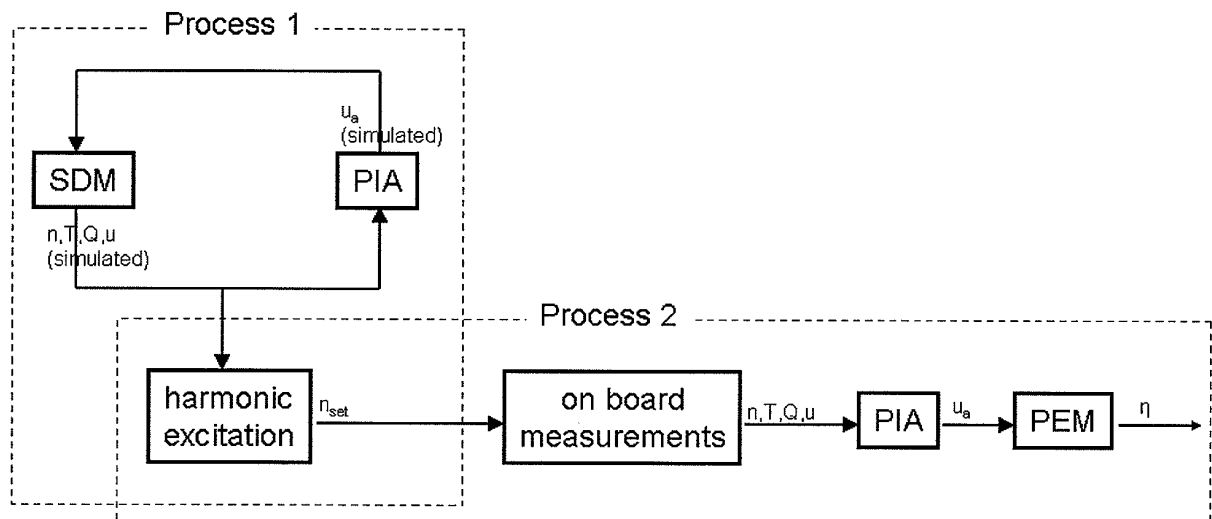 Process 1
uₐ
(simulated)
SDM
PIA
n,T,Q,u
(simulated)
Process 2
harmonic
excitation
nset
on board
measurements
n,T,Q,u
PIA
uₐ
PEM
η